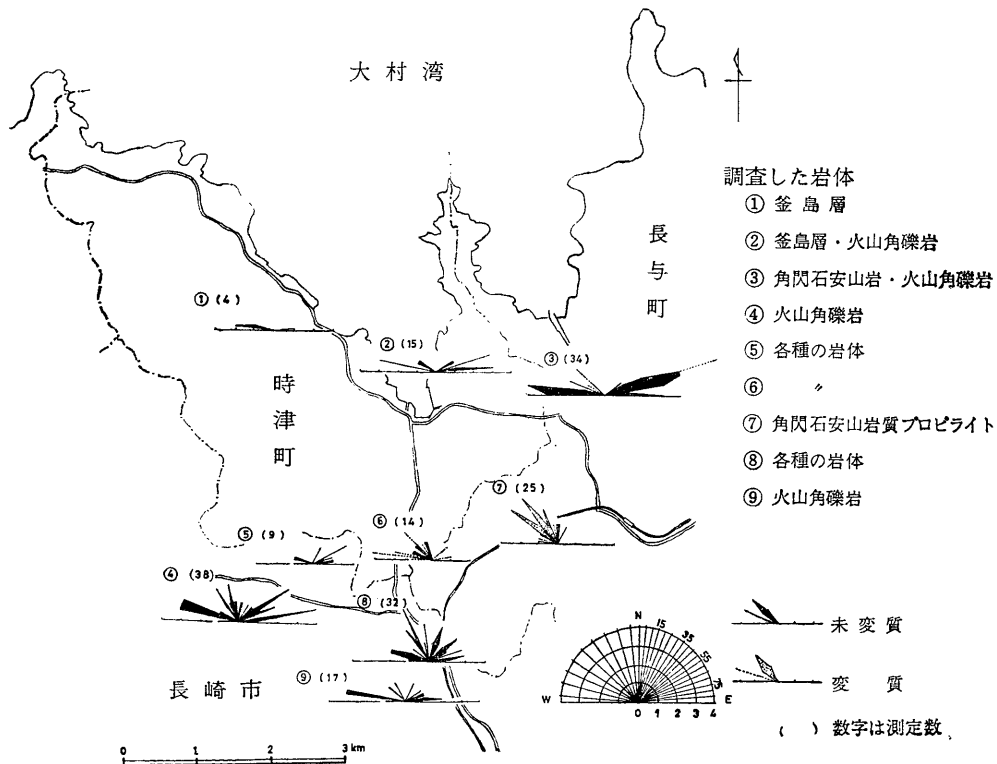 大村湾
長与町
時津町
長崎市
調査した岩体
① 釜島層
② 釜島層・火山角礫岩
③ 角閃石安山岩・火山角礫岩
④ 火山角礫岩
⑤ 各種の岩体
⑥ 〃
⑦ 角閃石安山岩質プロピライト
⑧ 各種の岩体
⑨ 火山角礫岩
① (4)
② (15)
③ (34)
⑦ (25)
⑥ (14)
⑤ (9)
④ (38)
⑧ (32)
⑨ (17)
N
15
35
55
75
W
E
0 1 2 3 4
未変質
変質
( ) 数字は測定数
0 1 2 3 km